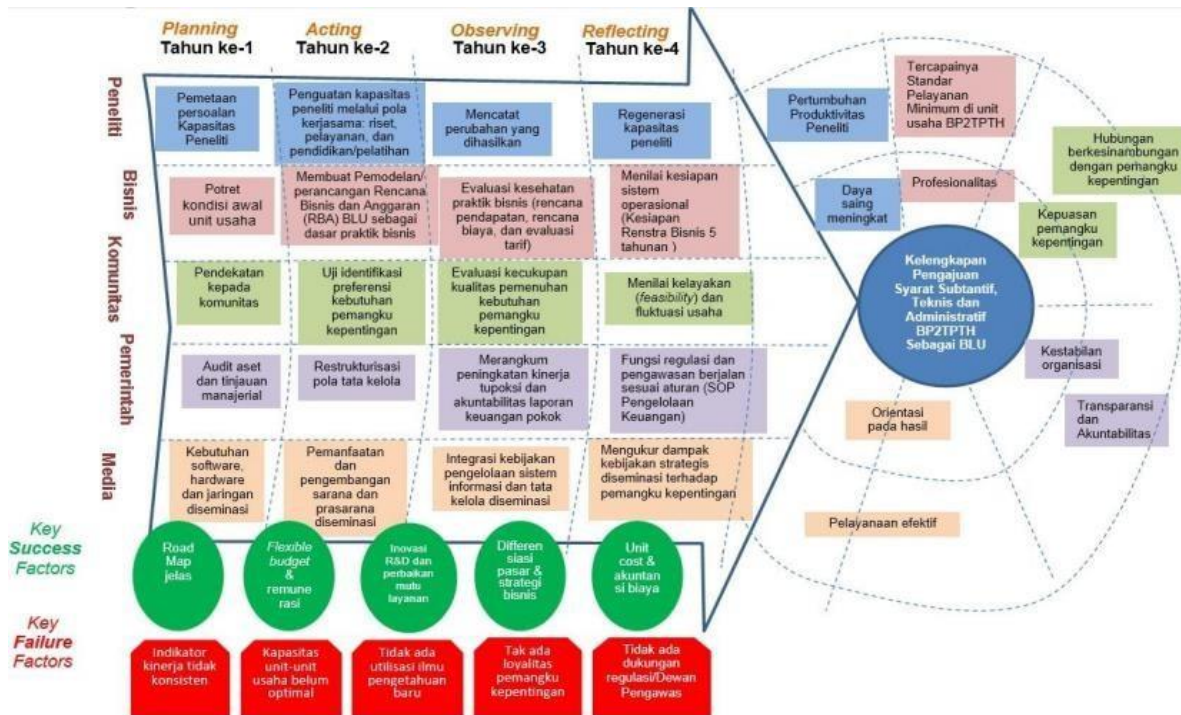 Planning
Tahun ke-1
Acting
Tahun ke-2
Observing
Tahun ke-3
Reflecting
Tahun ke-4
Peneliti
Pemetaan
persoalan
Kapasitas
Peneliti
Penguatan kapasitas
peneliti melalui pola
kerjasama: riset,
pelayanan, dan
pendidikan/pelatihan
Mencatat
perubahan yang
dihasilkan
Regenerasi
kapasitas
peneliti
Bisnis
Potret
kondisi awal
unit usaha
Membuat Pemodelan/
perancangan Rencana
Bisnis dan Anggaran
(RBA) BLU sebagai
dasar praktik bisnis
Evaluasi kesehatan
praktik bisnis (rencana
pendapatan, rencana
biaya, dan evaluasi
tarif)
Menilai kesiapan
sistem
operasional
(Kesiapan
Renstra Bisnis 5
tahunan )
Komunitas
Pendekatan
kepada
komunitas
Uji identifikasi
preferensi
kebutuhan
pemangku
kepentingan
Evaluasi kecukupan
kualitas pemenuhan
kebutuhan
pemangku
kepentingan
Menilai kelayakan
(feasibility) dan
fluktuasi usaha
Pemerintah
Audit aset
dan tinjauan
manajerial
Restrukturisasi
pola tata kelola
Merangkum
peningkatan kinerja
tupoksi dan
akuntabilitas laporan
keuangan pokok
Fungsi regulasi dan
pengawasan berjalan
sesuai aturan (SOP
Pengelolaan
Keuangan)
Media
Kebutuhan
software,
hardware
dan jaringan
diseminasi
Pemanfaatan
dan
pengembangan
sarana dan
prasarana
diseminasi
Integrasi kebijakan
pengelolaan sistem
informasi dan tata
kelola diseminasi
Mengukur dampak
kebijakan strategis
diseminasi terhadap
pemangku kepentingan
Key
Success
Factors
Road
Map
jelas
Flexible
budget
&
remune
rasi
Inovasi
R&D dan
perbaikan
mutu
layanan
Differen
siasi
pasar &
strategi
bisnis
Unit
cost &
akuntan
si biaya
Key
Failure
Factors
Indikator
kinerja tidak
konsisten
Kapasitas
unit-unit
usaha belum
optimal
Tidak ada
utilisasi ilmu
pengetahuan
baru
Tak ada
loyalitas
pemangku
kepentingan
Tidak ada
dukungan
regulasi/Dewan
Pengawas
Pertumbuhan
Produktivitas
Peneliti
Tercapainya
Standar
Pelayanan
Minimum di unit
usaha BP2TPTH
Hubungan
berkesinambungan
dengan pemangku
kepentingan
Daya
saing
meningkat
Profesionalitas
Kepuasan
pemangku
kepentingan
Kelengkapan
Pengajuan
Syarat Subtantif,
Teknis dan
Administratif
BP2TPTH
Sebagai BLU
Kestabilan
organisasi
Transparansi
dan
Akuntabilitas
Orientasi
pada hasil
Pelayanaan efektif